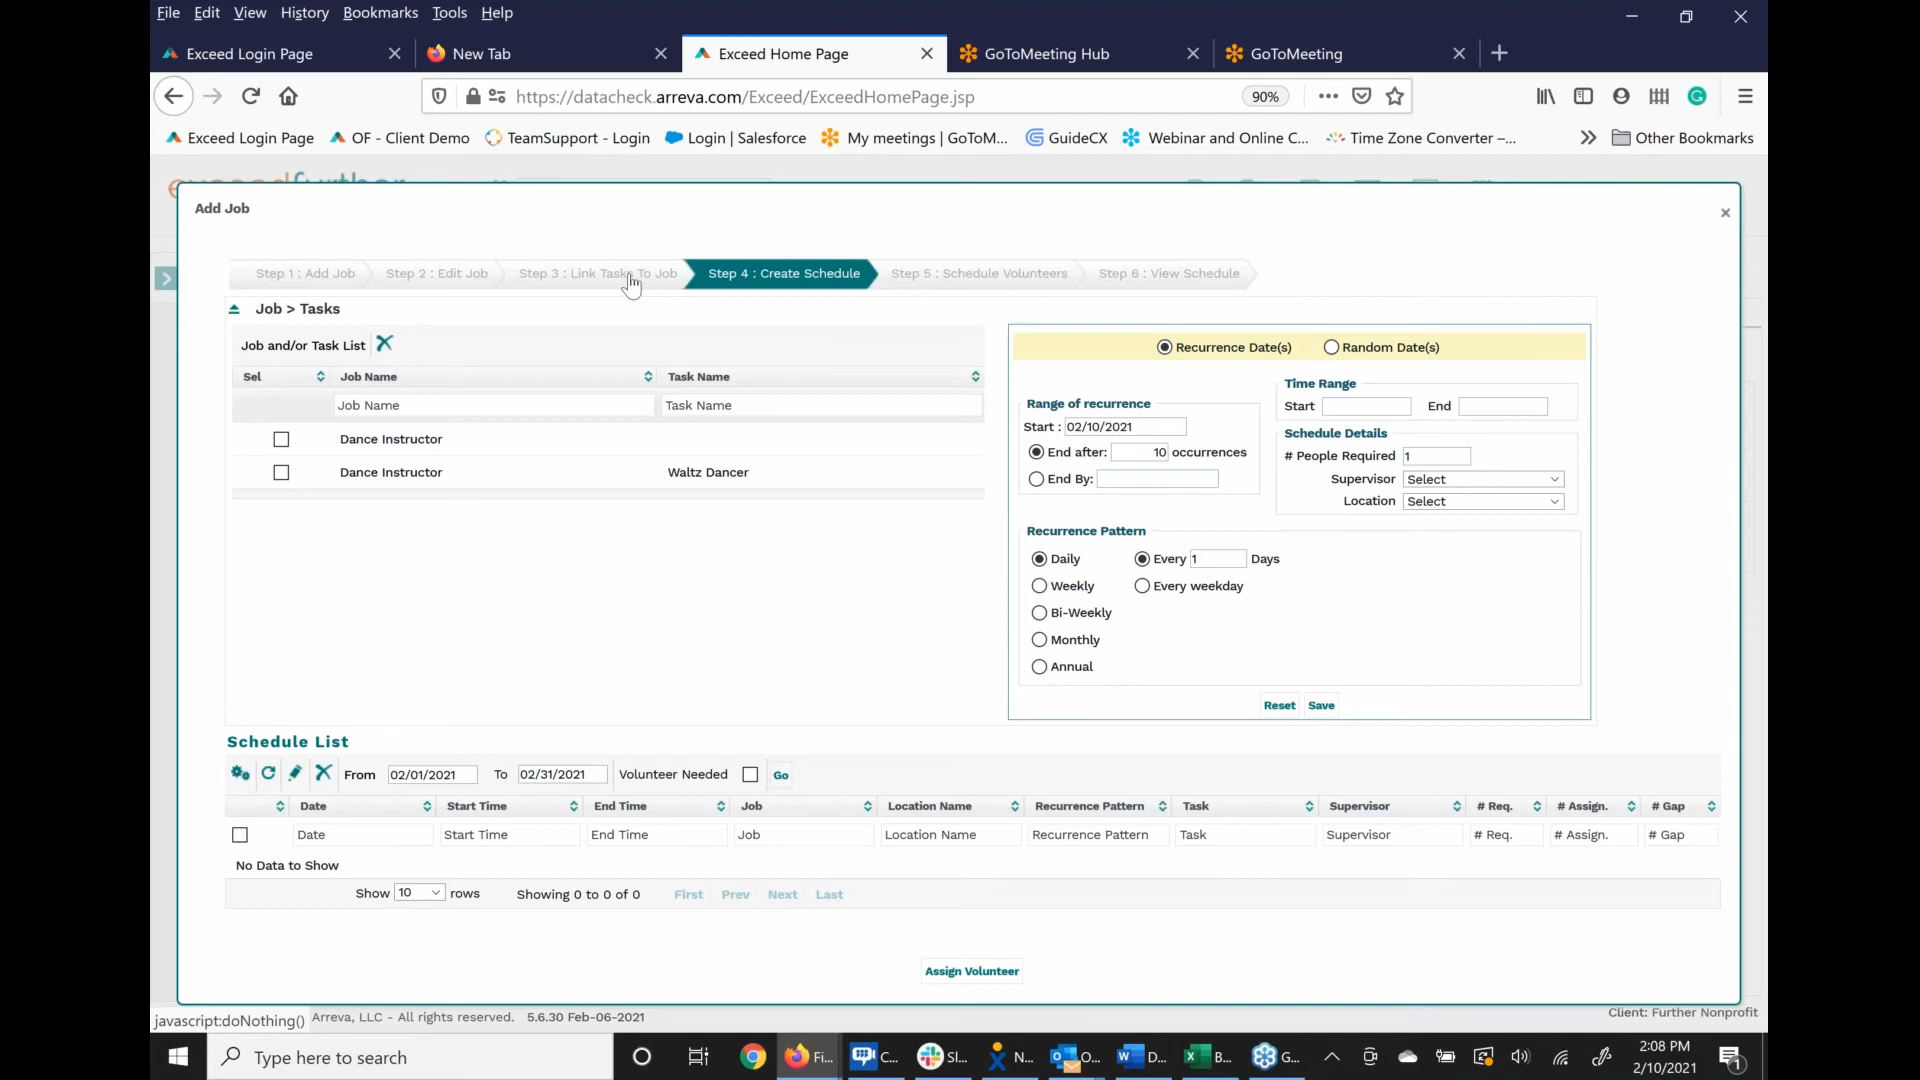 File Edit View History Bookmarks Tools Help
Exceed Login Page New Tab Exceed Home Page GoToMeeting Hub GoToMeeting
https://datacheck.arreva.com/Exceed/ExceedHomePage.jsp 90%
Exceed Login Page OF - Client Demo TeamSupport - Login Login | Salesforce My meetings | GoToM... GuideCX Webinar and Online C... Time Zone Converter –... Other Bookmarks
Add Job
Step 1 : Add Job Step 2 : Edit Job Step 3 : Link Tasks To Job Step 4 : Create Schedule Step 5 : Schedule Volunteers Step 6 : View Schedule
Job > Tasks
Job and/or Task List
Sel Job Name Task Name
Job Name Task Name
Dance Instructor
Dance Instructor Waltz Dancer
Recurrence Date(s) Random Date(s)
Range of recurrence
Start : 02/10/2021
End after: 10 occurrences
End By:
Time Range
Start End
Schedule Details
# People Required 1
Supervisor Select
Location Select
Recurrence Pattern
Daily Every 1 Days
Weekly Every weekday
Bi-Weekly
Monthly
Annual
Reset Save
Schedule List
From 02/01/2021 To 02/31/2021 Volunteer Needed Go
Date Start Time End Time Job Location Name Recurrence Pattern Task Supervisor # Req. # Assign. # Gap
Date Start Time End Time Job Location Name Recurrence Pattern Task Supervisor # Req. # Assign. # Gap
No Data to Show
Show 10 rows Showing 0 to 0 of 0 First Prev Next Last
Assign Volunteer
javascript:doNothing() Arreva, LLC - All rights reserved. 5.6.30 Feb-06-2021 Client: Further Nonprofit
Type here to search Fi... C... Sl... N... O... D... B... G... 2:08 PM
2/10/2021 1